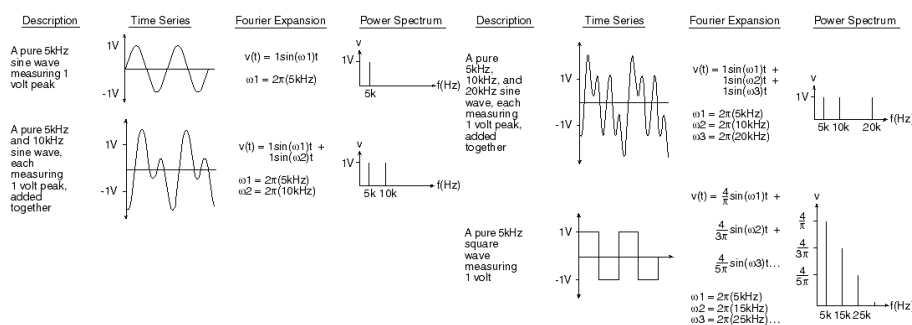 Description
Time Series
Fourier Expansion
Power Spectrum
A pure 5kHz
sine wave
measuring 1
volt peak
1V
-1V
v(t) = 1sin(ω1)t
ω1 = 2π(5kHz)
v
1V
5k
f(Hz)
A pure 5kHz
and 10kHz
sine wave,
each
measuring
1 volt peak,
added
together
1V
-1V
v(t) = 1sin(ω1)t +
1sin(ω2)t
ω1 = 2π(5kHz)
ω2 = 2π(10kHz)
v
1V
5k 10k
f(Hz)
Description
Time Series
Fourier Expansion
Power Spectrum
A pure
5kHz,
10kHz, and
20kHz sine
wave, each
measuring
1 volt peak,
added
together
1V
-1V
v(t) = 1sin(ω1)t +
1sin(ω2)t +
1sin(ω3)t
ω1 = 2π(5kHz)
ω2 = 2π(10kHz)
ω3 = 2π(20kHz)
v
1V
5k 10k 20k
f(Hz)
A pure 5kHz
square
wave
measuring
1 volt
1V
-1V
v(t) = 4/π sin(ω1)t +
4/3π sin(ω2)t +
4/5π sin(ω3)t...
ω1 = 2π(5kHz)
ω2 = 2π(15kHz)
ω3 = 2π(25kHz)...
v
4/π
4/3π
4/5π
5k 15k 25k
f(Hz)